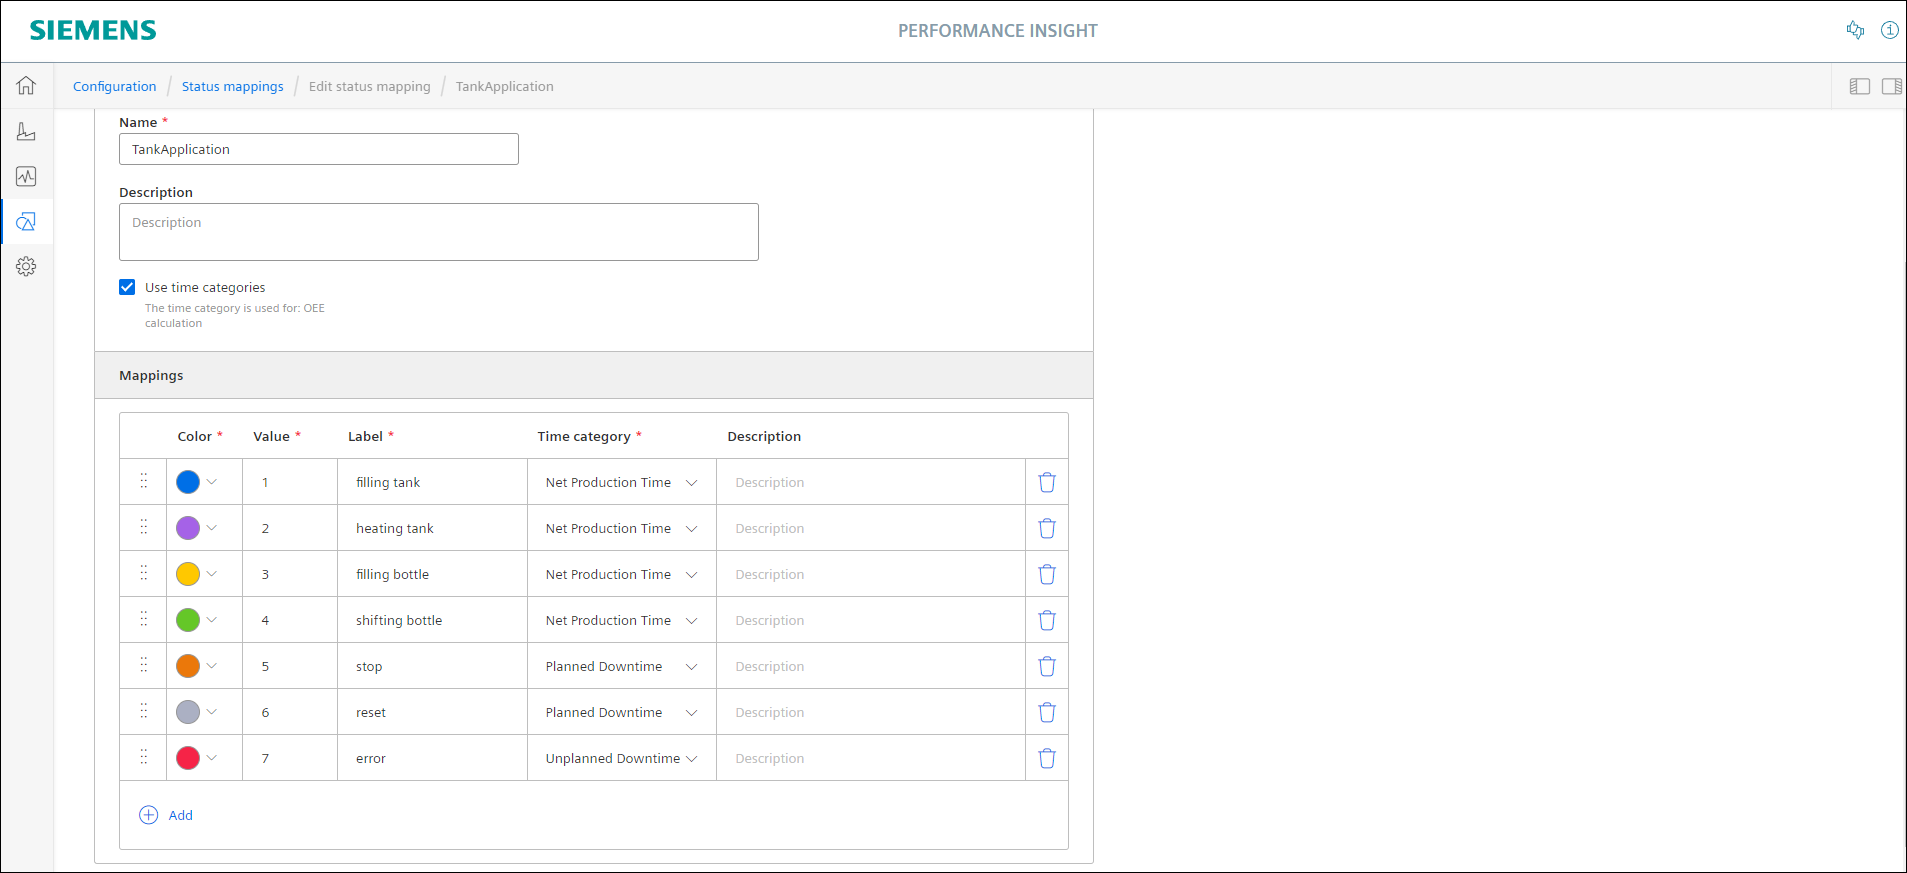 SIEMENS
PERFORMANCE INSIGHT
Configuration / Status mappings / Edit status mapping / TankApplication
Name *
TankApplication
Description
Description
Use time categories
The time category is used for: OEE
calculation
Mappings
Color * Value * Label * Time category * Description
1 filling tank Net Production Time Description
2 heating tank Net Production Time Description
3 filling bottle Net Production Time Description
4 shifting bottle Net Production Time Description
5 stop Planned Downtime Description
6 reset Planned Downtime Description
7 error Unplanned Downtime Description
Add